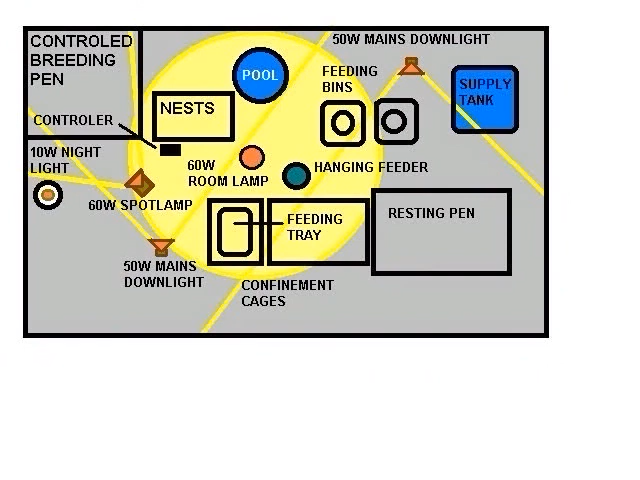 CONTROLED
BREEDING
PEN
50W MAINS DOWNLIGHT
POOL
FEEDING
BINS
SUPPLY
TANK
NESTS
CONTROLER
10W NIGHT
LIGHT
60W
ROOM LAMP
HANGING FEEDER
60W SPOTLAMP
FEEDING
TRAY
RESTING PEN
50W MAINS
DOWNLIGHT
CONFINEMENT
CAGES